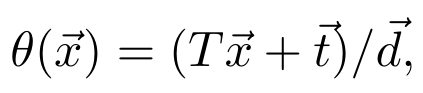 θ(x⃗) = (Tx⃗ + t⃗)/d⃗,